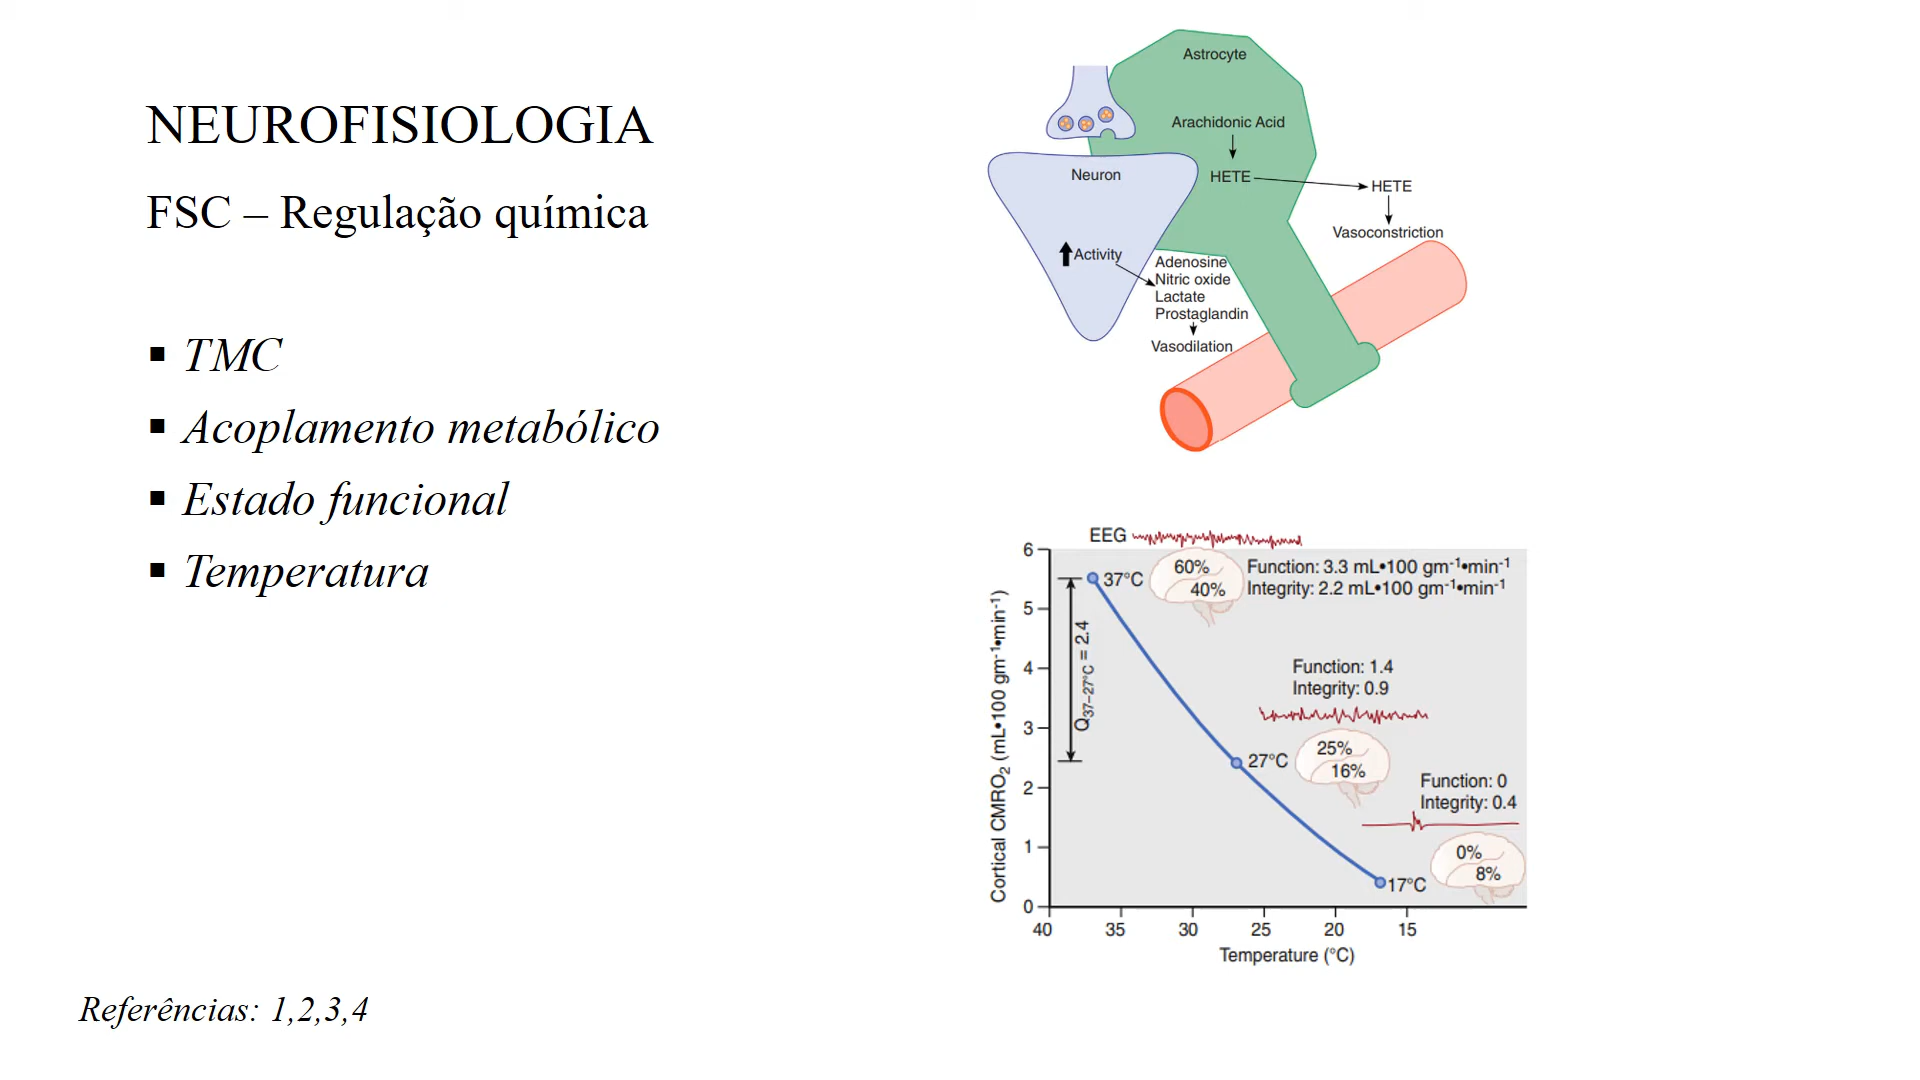 NEUROFISIOLOGIA
FSC – Regulação química
▪ TMC
▪ Acoplamento metabólico
▪ Estado funcional
▪ Temperatura
Referências: 1,2,3,4
Astrocyte
Arachidonic Acid
HETE
HETE
Vasoconstriction
Neuron
Activity
Adenosine
Nitric oxide
Lactate
Prostaglandin
Vasodilation
EEG
60%
40%
Function: 3.3 mL•100 gm⁻¹•min⁻¹
Integrity: 2.2 mL•100 gm⁻¹•min⁻¹
37°C
Q37–27°C = 2.4
Function: 1.4
Integrity: 0.9
27°C
25%
16%
Function: 0
Integrity: 0.4
0%
8%
17°C
Cortical CMRO₂ (mL•100 gm⁻¹•min⁻¹)
6
5
4
3
2
1
0
40 35 30 25 20 15
Temperature (°C)